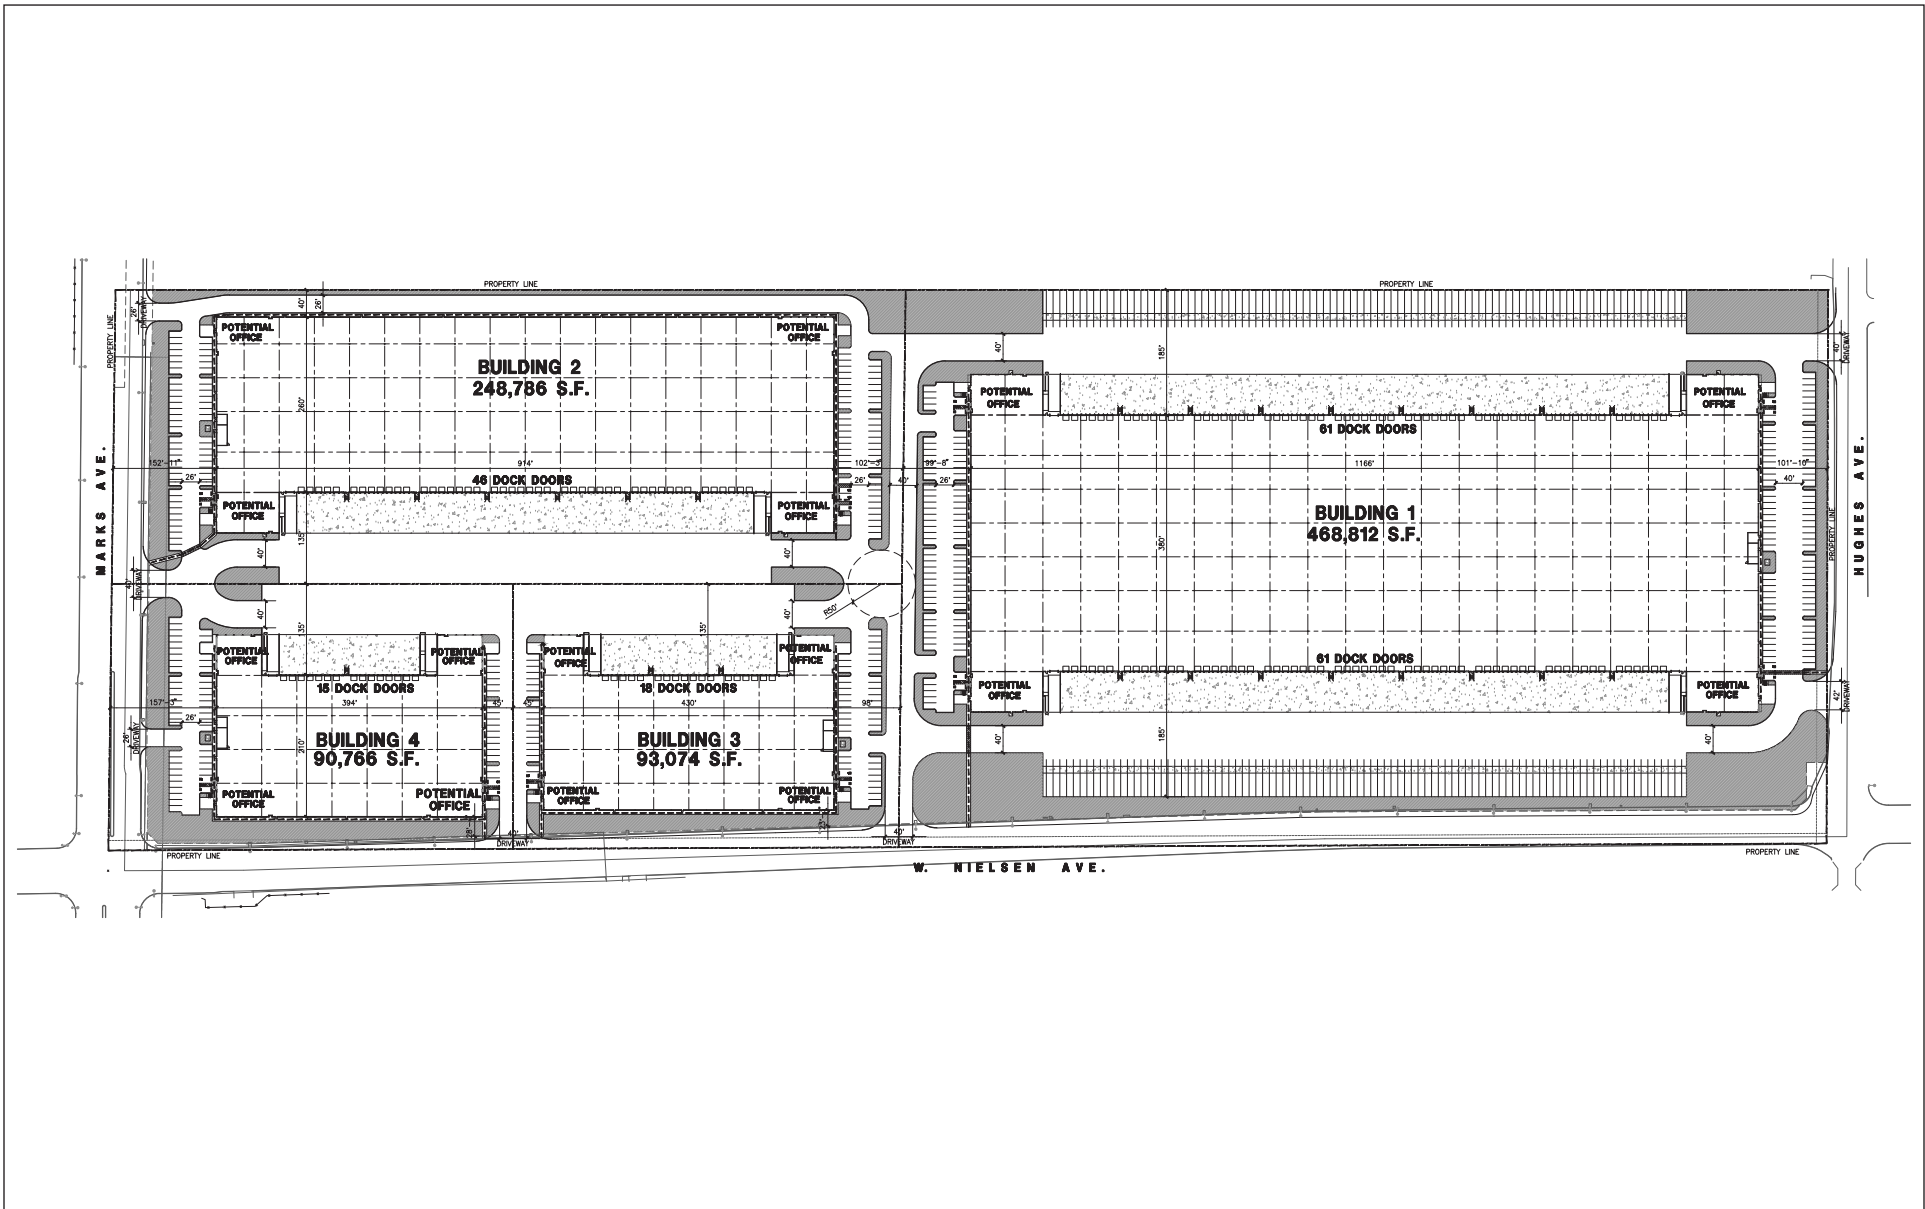 PROPERTY LINE
PROPERTY LINE
PROPERTY LINE
26'
DRIVEWAY
40'
26'
POTENTIAL
OFFICE
POTENTIAL
OFFICE
BUILDING 2
248,786 S.F.
260'
152'-11"
26'
914'
46 DOCK DOORS
102'-3"
26'
40'
POTENTIAL
OFFICE
POTENTIAL
OFFICE
135'
40'
40'
MARKS AVE.
40'
DRIVEWAY
R50'
40'
135'
135'
40'
185'
40'
40'
DRIVEWAY
POTENTIAL
OFFICE
POTENTIAL
OFFICE
61 DOCK DOORS
99'-8"
26'
1166'
101'-10"
40'
BUILDING 1
468,812 S.F.
380'
PROPERTY LINE
HUGHES AVE.
61 DOCK DOORS
POTENTIAL
OFFICE
POTENTIAL
OFFICE
42'
DRIVEWAY
40'
185'
40'
POTENTIAL
OFFICE
POTENTIAL
OFFICE
15 DOCK DOORS
157'-3"
26'
394'
45'
26'
DRIVEWAY
210'
BUILDING 4
90,766 S.F.
POTENTIAL
OFFICE
POTENTIAL
OFFICE
POTENTIAL
OFFICE
POTENTIAL
OFFICE
18 DOCK DOORS
45'
430'
98'
BUILDING 3
93,074 S.F.
POTENTIAL
OFFICE
POTENTIAL
OFFICE
42'
DRIVEWAY
40'
DRIVEWAY
PROPERTY LINE
PROPERTY LINE
W. NIELSEN AVE.